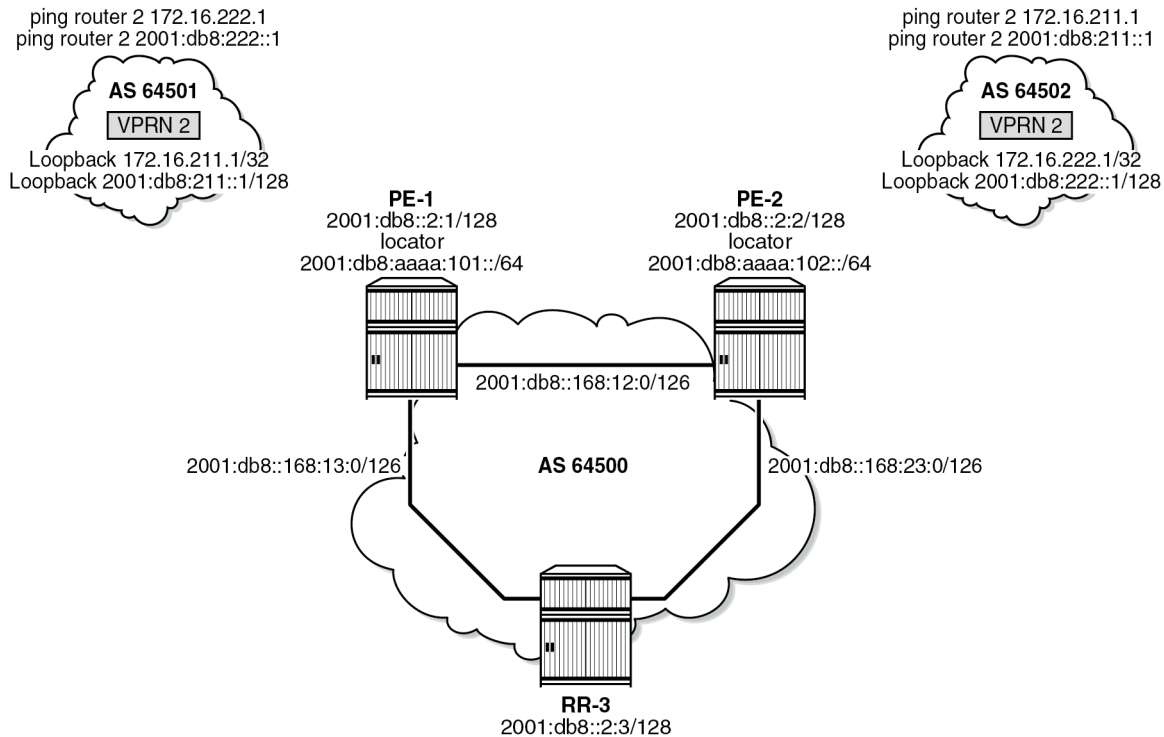 ping router 2 172.16.222.1
ping router 2 2001:db8:222::1
AS 64501
VPRN 2
Loopback 172.16.211.1/32
Loopback 2001:db8:211::1/128
ping router 2 172.16.211.1
ping router 2 2001:db8:211::1
AS 64502
VPRN 2
Loopback 172.16.222.1/32
Loopback 2001:db8:222::1/128
PE-1
2001:db8::2:1/128
locator
2001:db8:aaaa:101::/64
PE-2
2001:db8::2:2/128
locator
2001:db8:aaaa:102::/64
2001:db8::168:12:0/126
2001:db8::168:13:0/126
AS 64500
2001:db8::168:23:0/126
RR-3
2001:db8::2:3/128